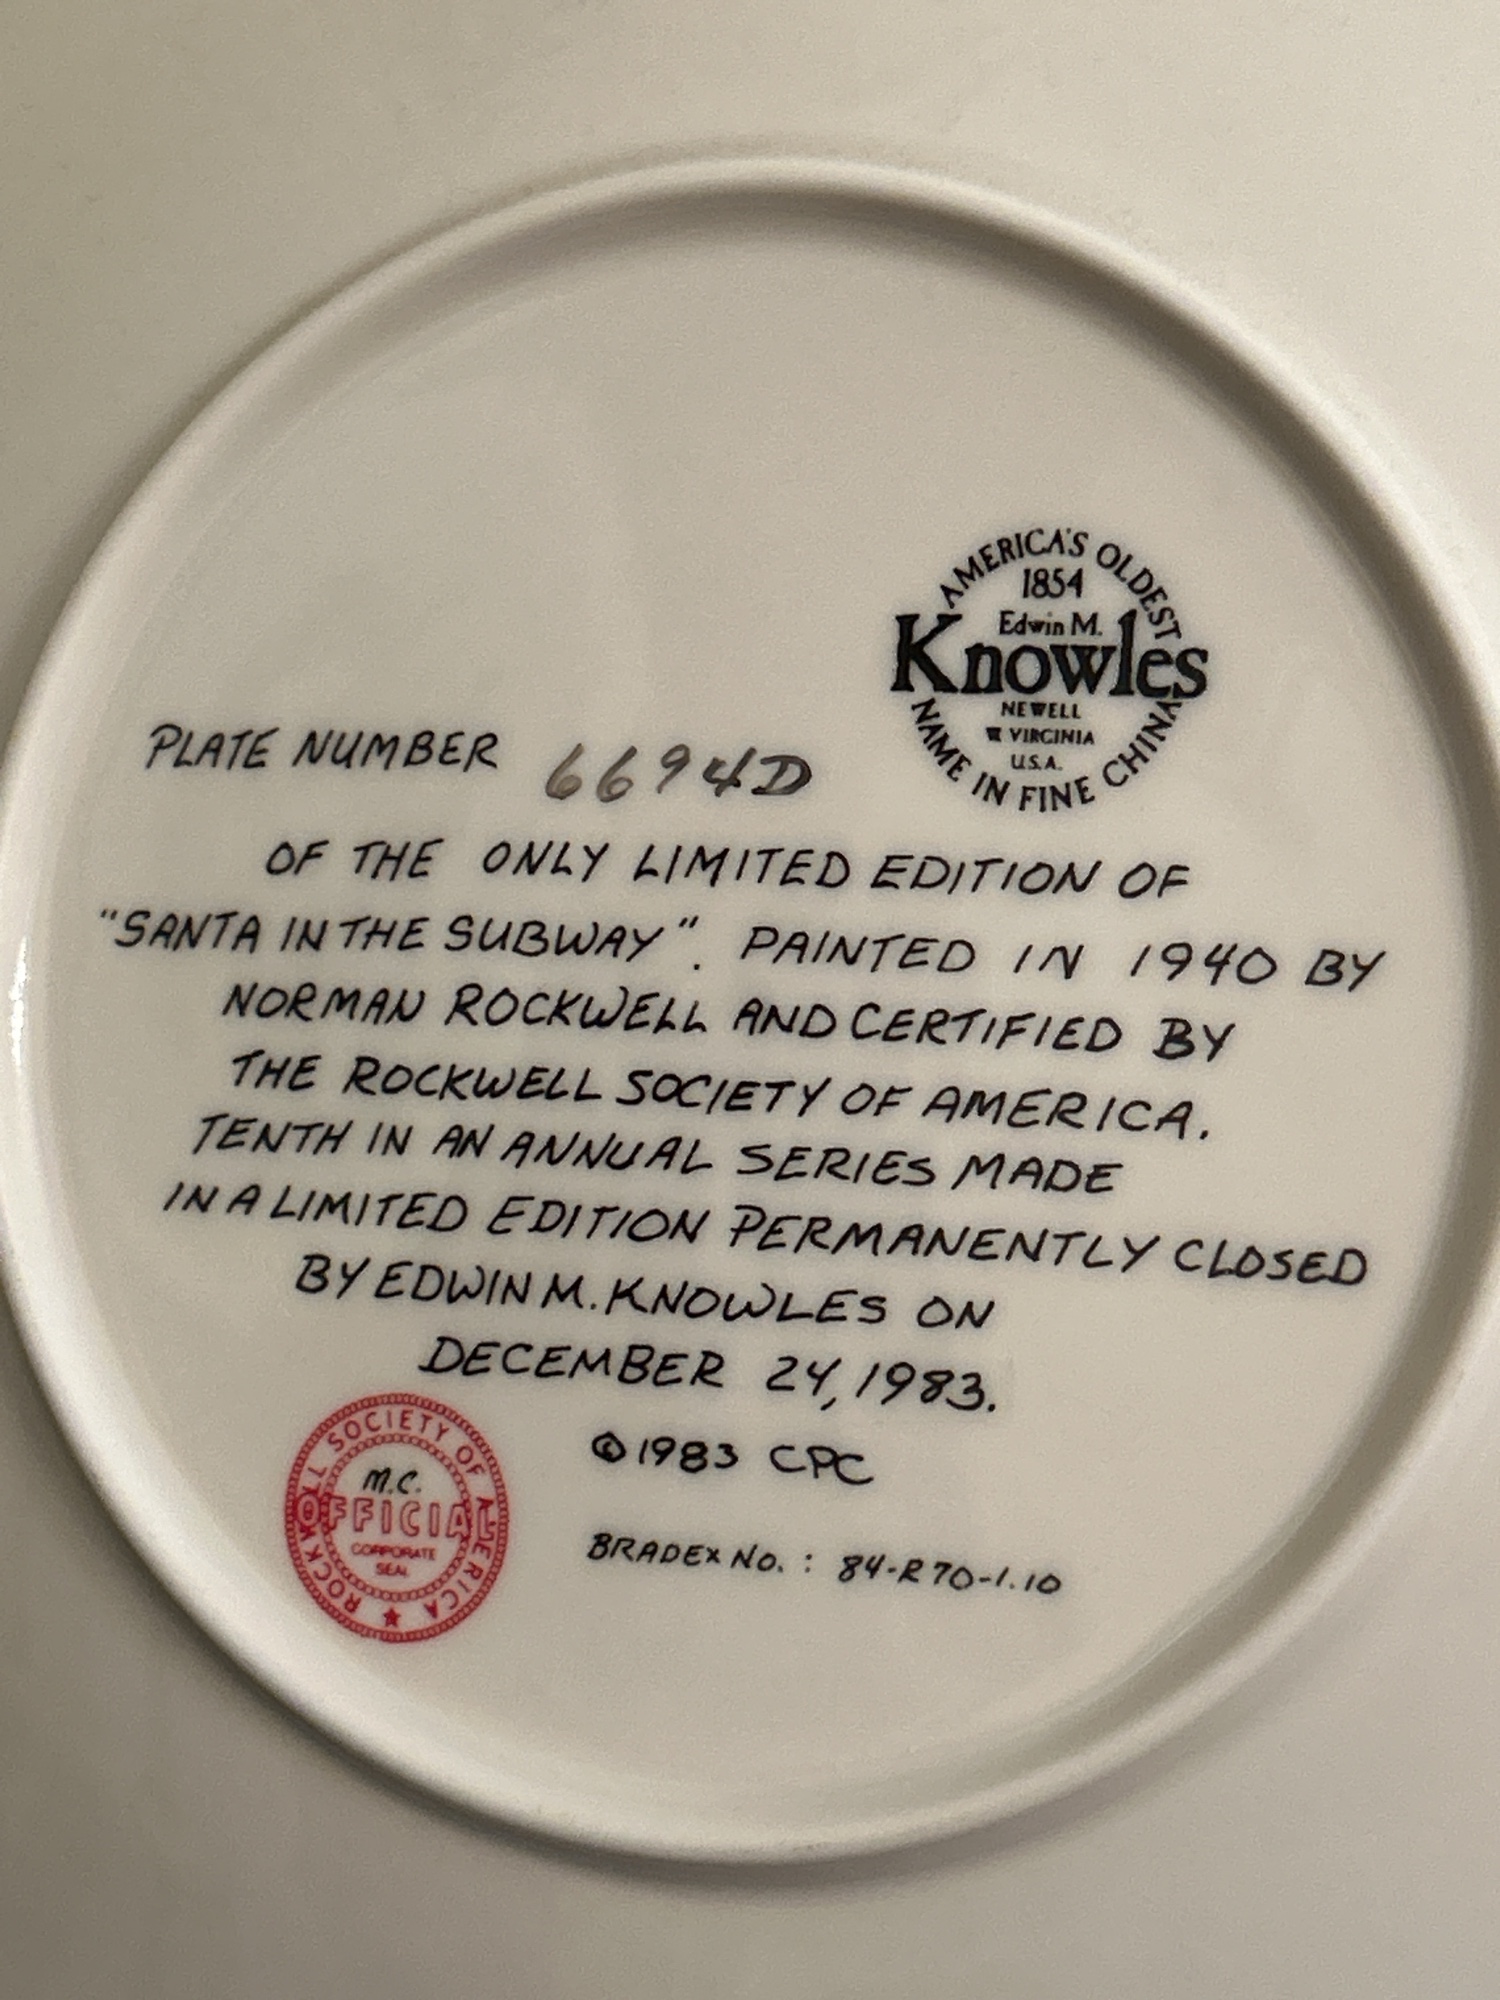 AMERICA'S OLDEST
1854
Edwin M.
Knowles
NEWELL
W VIRGINIA
U.S.A.
NAME IN FINE CHINA
PLATE NUMBER 6694D
OF THE ONLY LIMITED EDITION OF
"SANTA IN THE SUBWAY". PAINTED IN 1940 BY
NORMAN ROCKWELL AND CERTIFIED BY
THE ROCKWELL SOCIETY OF AMERICA.
TENTH IN AN ANNUAL SERIES MADE
IN A LIMITED EDITION PERMANENTLY CLOSED
BY EDWIN M. KNOWLES ON
DECEMBER 24, 1983.
©1983 CPC
BRADEX NO. : 84-R70-1.10
ROCKWELL SOCIETY OF AMERICA
M.C.
OFFICIAL
CORPORATE
SEAL